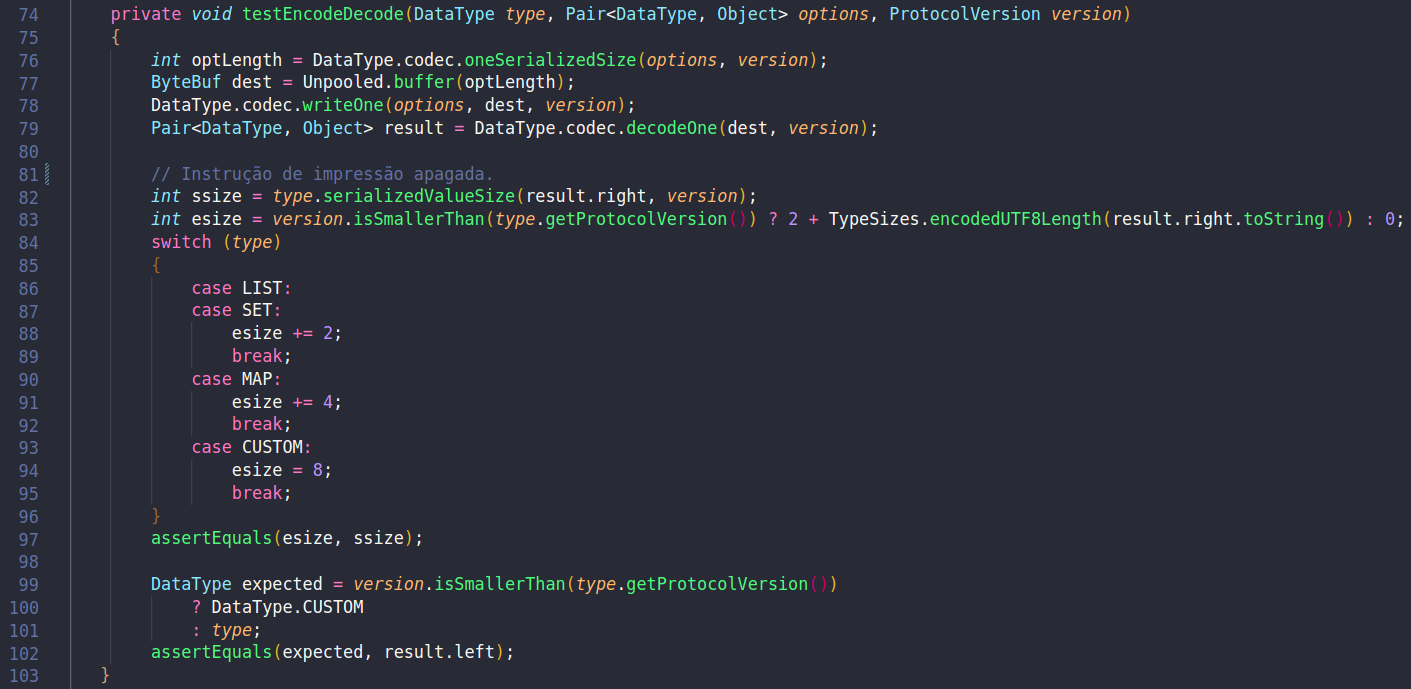 74 private void testEncodeDecode(DataType type, Pair<DataType, Object> options, ProtocolVersion version)
75 {
76 int optLength = DataType.codec.oneSerializedSize(options, version);
77 ByteBuf dest = Unpooled.buffer(optLength);
78 DataType.codec.writeOne(options, dest, version);
79 Pair<DataType, Object> result = DataType.codec.decodeOne(dest, version);
80
81 // Instrução de impressão apagada.
82 int ssize = type.serializedValueSize(result.right, version);
83 int esize = version.isSmallerThan(type.getProtocolVersion()) ? 2 + TypeSizes.encodedUTF8Length(result.right.toString()) : 0;
84 switch (type)
85 {
86 case LIST:
87 case SET:
88 esize += 2;
89 break;
90 case MAP:
91 esize += 4;
92 break;
93 case CUSTOM:
94 esize = 8;
95 break;
96 }
97 assertEquals(esize, ssize);
98
99 DataType expected = version.isSmallerThan(type.getProtocolVersion())
100 ? DataType.CUSTOM
101 : type;
102 assertEquals(expected, result.left);
103 }